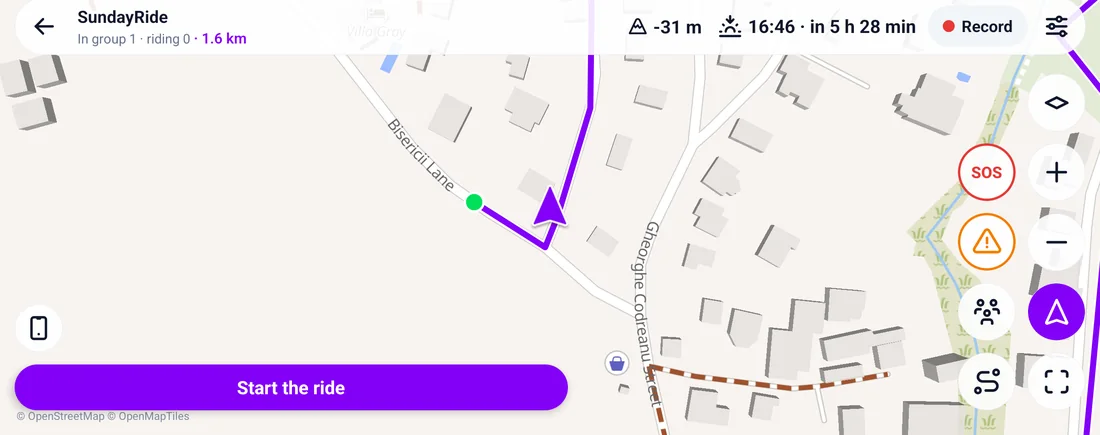 SundayRide
In group 1 · riding 0 · 1.6 km
-31 m
16:46 · in 5 h 28 min
Record
Bisericii Lane
Gheorghe Codreanu Street
SOS
Start the ride
© OpenStreetMap © OpenMapTiles